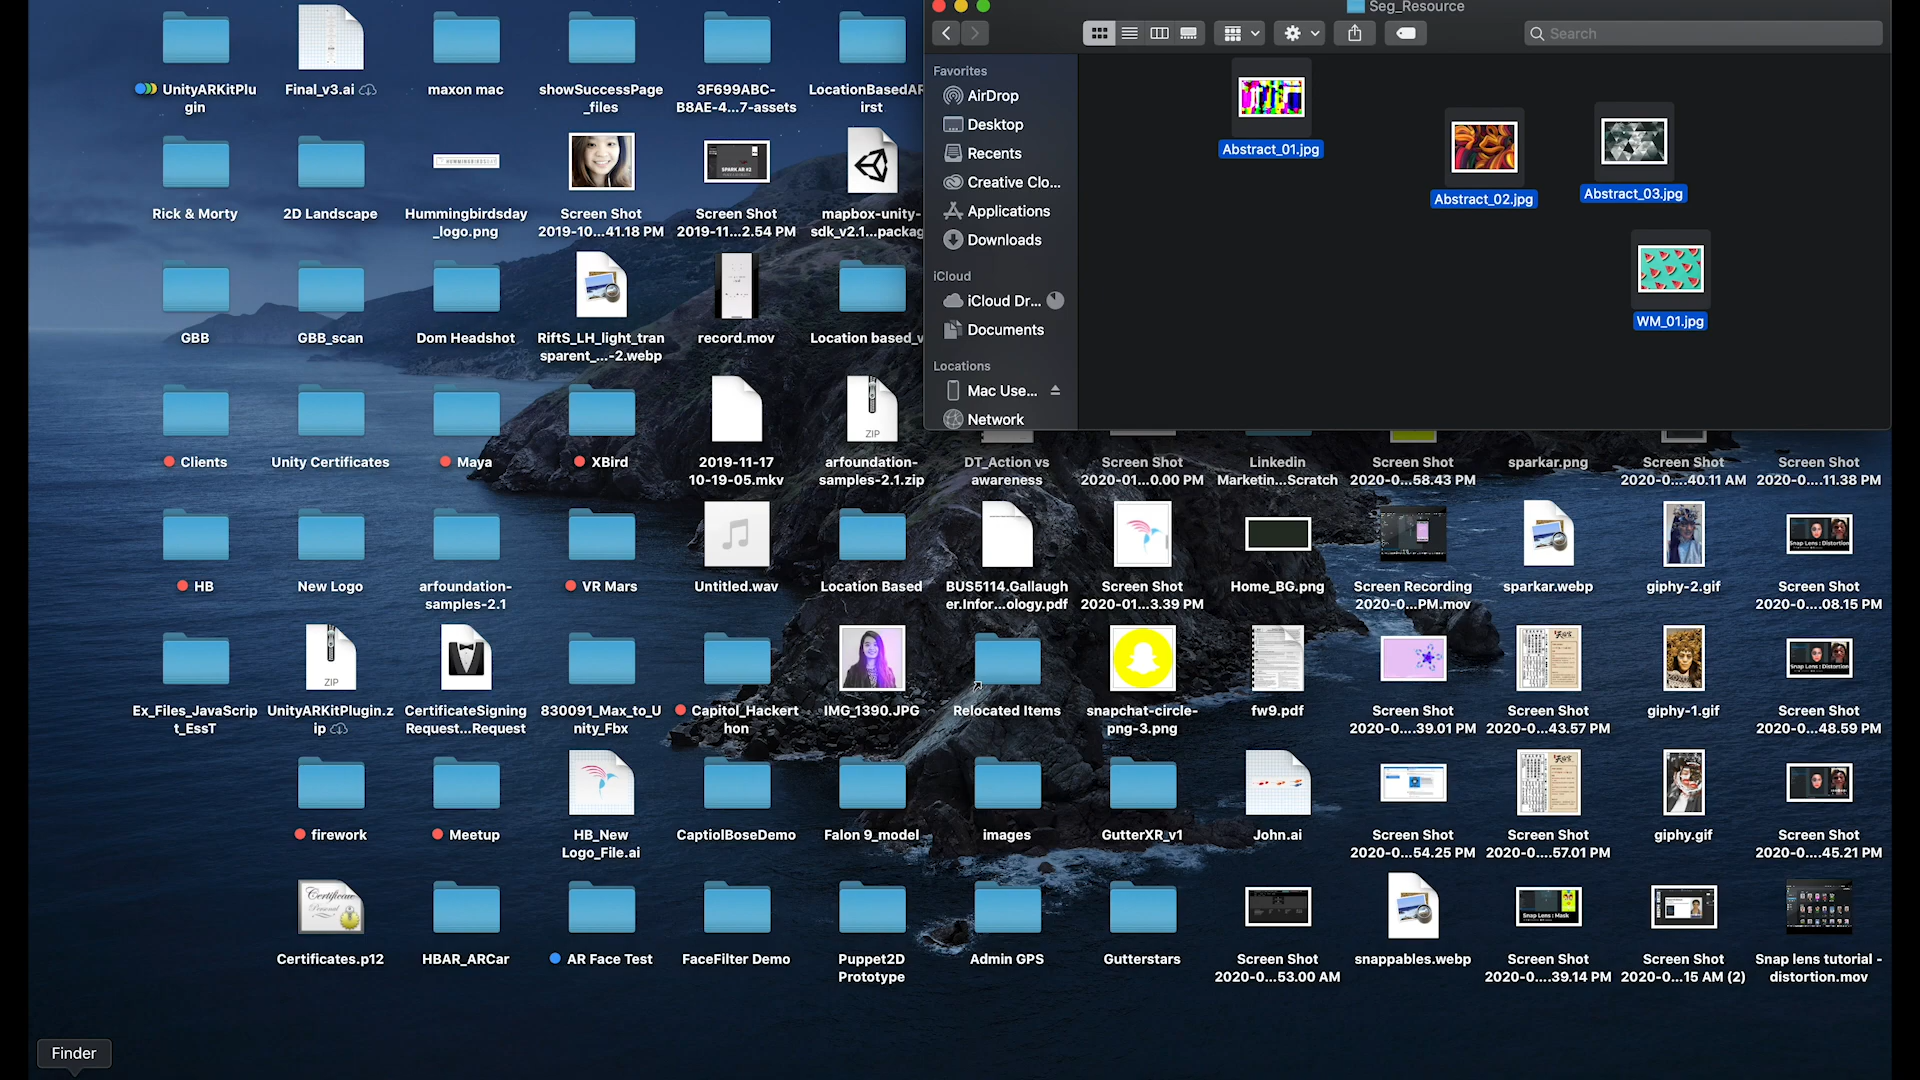 Seg_Resource
Search
Favorites
AirDrop
Desktop
Recents
Creative Clo...
Applications
Downloads
iCloud
iCloud Dr...
Documents
Locations
Mac Use...
Network
Abstract_01.jpg
Abstract_02.jpg
Abstract_03.jpg
WM_01.jpg
UnityARKitPlu
gin
Final_v3.ai
maxon mac
showSuccessPage
_files
3F699ABC-
B8AE-4...7-assets
LocationBasedAR
irst
Rick & Morty
2D Landscape
Hummingbirdsday
_logo.png
Screen Shot
2019-10...41.18 PM
Screen Shot
2019-11...2.54 PM
mapbox-unity-
sdk_v2.1...packag
GBB
GBB_scan
Dom Headshot
RiftS_LH_light_tran
sparent_...-2.webp
record.mov
Location based_v
Clients
Unity Certificates
Maya
XBird
2019-11-17
10-19-05.mkv
ZIP
arfoundation-
samples-2.1.zip
DT_Action vs
awareness
Screen Shot
2020-01...0.00 PM
Linkedin
Marketin...Scratch
Screen Shot
2020-0....58.43 PM
sparkar.png
Screen Shot
2020-0....40.11 AM
Screen Shot
2020-0....11.38 PM
HB
New Logo
arfoundation-
samples-2.1
VR Mars
Untitled.wav
Location Based
BUS5114.Gallaugh
er.Infor...ology.pdf
Screen Shot
2020-01...3.39 PM
Home_BG.png
Screen Recording
2020-0...PM.mov
sparkar.webp
giphy-2.gif
Snap Lens : Distortion
Screen Shot
2020-0....08.15 PM
Ex_Files_JavaScrip
t_EssT
ZIP
UnityARKitPlugin.z
ip
CertificateSigning
Request...Request
830091_Max_to_U
nity_Fbx
Capitol_Hackert
hon
IMG_1390.JPG
Relocated Items
snapchat-circle-
png-3.png
fw9.pdf
Screen Shot
2020-0....39.01 PM
Screen Shot
2020-0....43.57 PM
giphy-1.gif
Snap Lens : Distortion
Screen Shot
2020-0....48.59 PM
firework
Meetup
HB_New
Logo_File.ai
CaptiolBoseDemo
Falon 9_model
images
GutterXR_v1
John.ai
Screen Shot
2020-0...54.25 PM
Screen Shot
2020-0....57.01 PM
giphy.gif
Screen Shot
2020-0....45.21 PM
Certificates.p12
HBAR_ARCar
AR Face Test
FaceFilter Demo
Puppet2D
Prototype
Admin GPS
Gutterstars
Screen Shot
2020-0...53.00 AM
snappables.webp
Snap Lens : Mask
Screen Shot
2020-0....39.14 PM
Screen Shot
2020-0...15 AM (2)
Snap lens tutorial -
distortion.mov
Finder